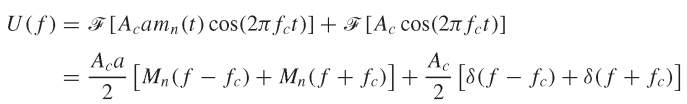 U(f) = ℱ[A_c a m_n(t) cos(2πf_c t)] + ℱ[A_c cos(2πf_c t)]
= A_c a / 2 [M_n(f − f_c) + M_n(f + f_c)] + A_c / 2 [δ(f − f_c) + δ(f + f_c)]